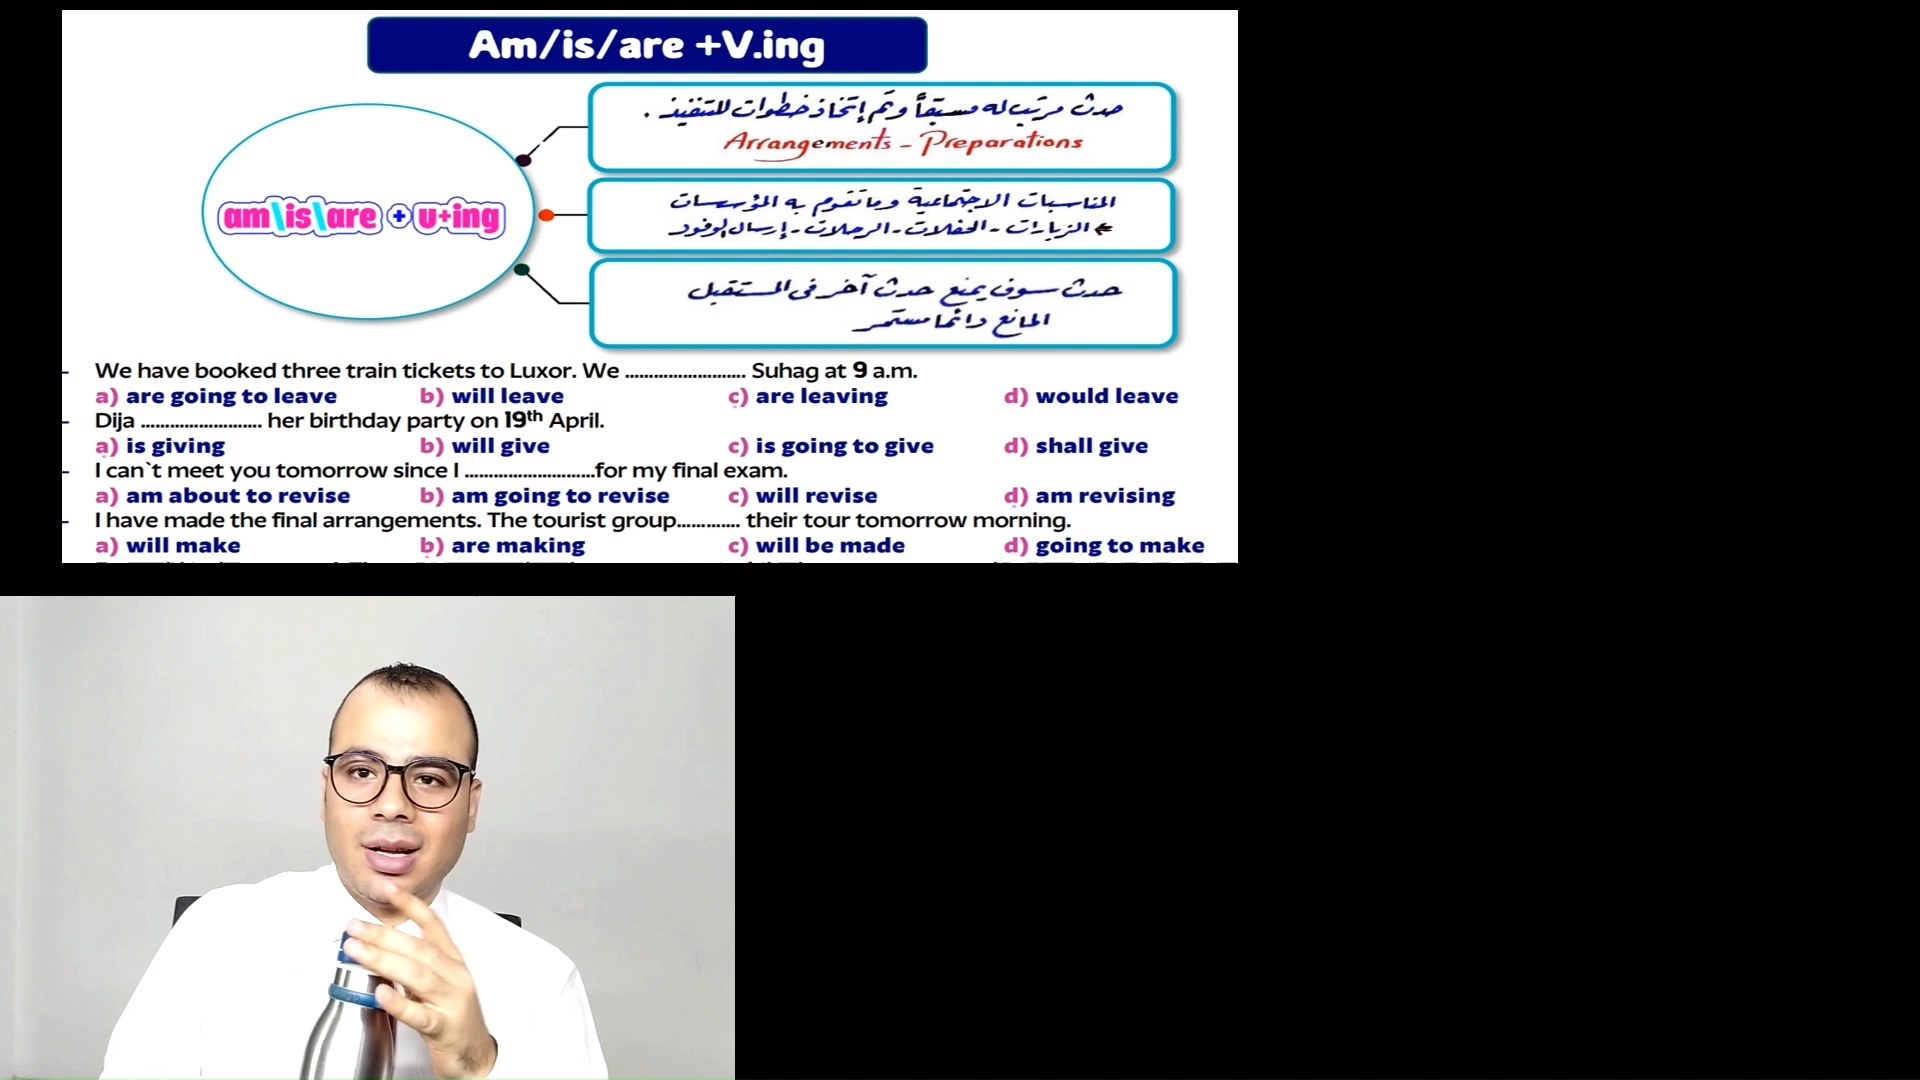 Am/is/are +V.ing
حدث مرتب له مسبقاً وتم إتخاذ خطوات للتنفيذ .
Arrangements - Preparations
am\is\are + v+ing
المناسبات الاجتماعية وما تقوم به المؤسسات
الزيارات - الحفلات - الرحلات - إرسال الوفود
حدث سوف يمنع حدث آخر فى المستقبل
المانع دائما مستمر
We have booked three train tickets to Luxor. We ......................... Suhag at 9 a.m.
a) are going to leave b) will leave c) are leaving d) would leave
Dija ......................... her birthday party on 19th April.
a) is giving b) will give c) is going to give d) shall give
I can`t meet you tomorrow since I ...........................for my final exam.
a) am about to revise b) am going to revise c) will revise d) am revising
I have made the final arrangements. The tourist group............. their tour tomorrow morning.
a) will make b) are making c) will be made d) going to make